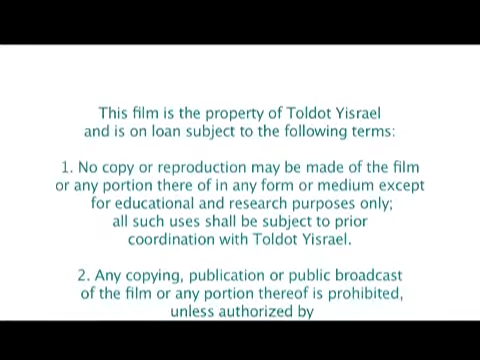 This film is the property of Toldot Yisrael
and is on loan subject to the following terms:
1. No copy or reproduction may be made of the film
or any portion there of in any form or medium except
for educational and research purposes only;
all such uses shall be subject to prior
coordination with Toldot Yisrael.
2. Any copying, publication or public broadcast
of the film or any portion thereof is prohibited,
unless authorized by